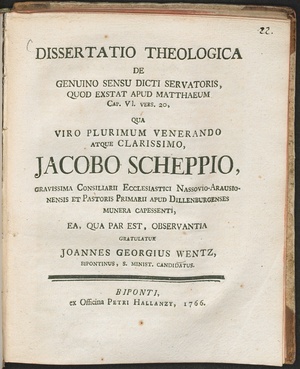 22.
DISSERTATIO THEOLOGICA
DE
GENUINO SENSU DICTI SERVATORIS,
QUOD EXSTAT APUD MATTHAEUM
CAP. VI. VERS. 20,
QUA
VIRO PLURIMUM VENERANDO
ATQUE CLARISSIMO,
JACOBO SCHEPPIO,
GRAVISSIMA CONSILIARII ECCLESIASTICI NASSOVIO-ARAUSIO-
NENSIS ET PASTORIS PRIMARII APUD DILLENBURGENSES
MUNERA CAPESSENTI,
EA, QUA PAR EST, OBSERVANTIA
GRATULATUR
JOANNES GEORGIUS WENTZ,
BIPONTINUS, S. MINIST. CANDIDATUS.
BIPONTI,
ex Officina PETRI HALLANZY, 1766.